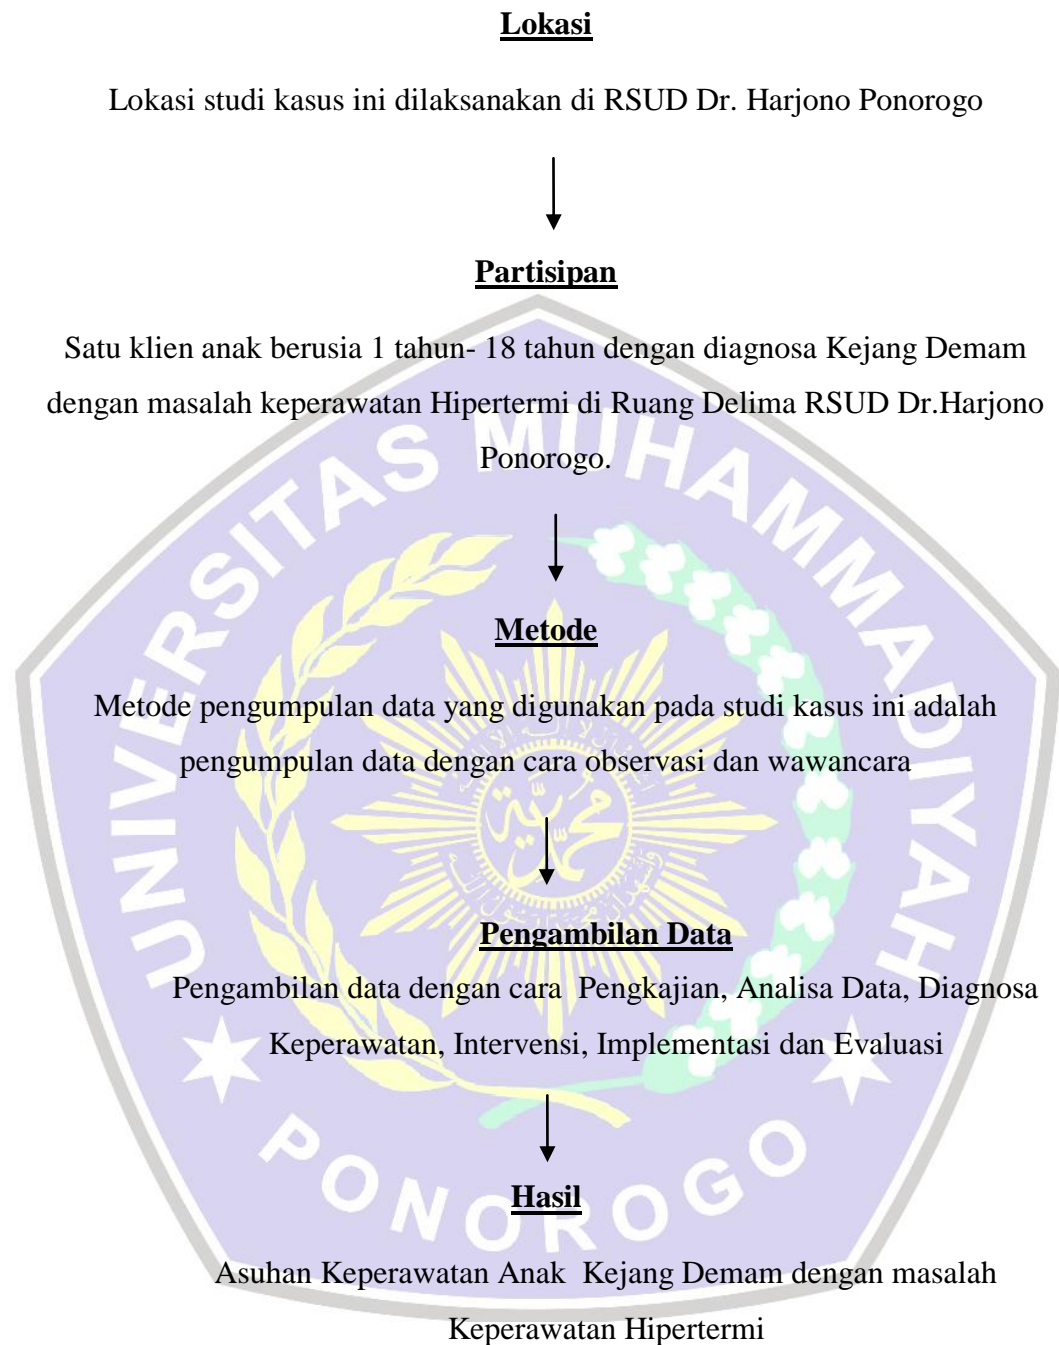 Lokasi
Lokasi studi kasus ini dilaksanakan di RSUD Dr. Harjono Ponorogo
Partisipan
Satu klien anak berusia 1 tahun- 18 tahun dengan diagnosa Kejang Demam
dengan masalah keperawatan Hipertermi di Ruang Delima RSUD Dr.Harjono
Ponorogo.
Metode
Metode pengumpulan data yang digunakan pada studi kasus ini adalah
pengumpulan data dengan cara observasi dan wawancara
Pengambilan Data
Pengambilan data dengan cara  Pengkajian, Analisa Data, Diagnosa
Keperawatan, Intervensi, Implementasi dan Evaluasi
Hasil
Asuhan Keperawatan Anak  Kejang Demam dengan masalah
Keperawatan Hipertermi
UNIVERSITAS MUHAMMADIYAH
PONOROGO
محمدية